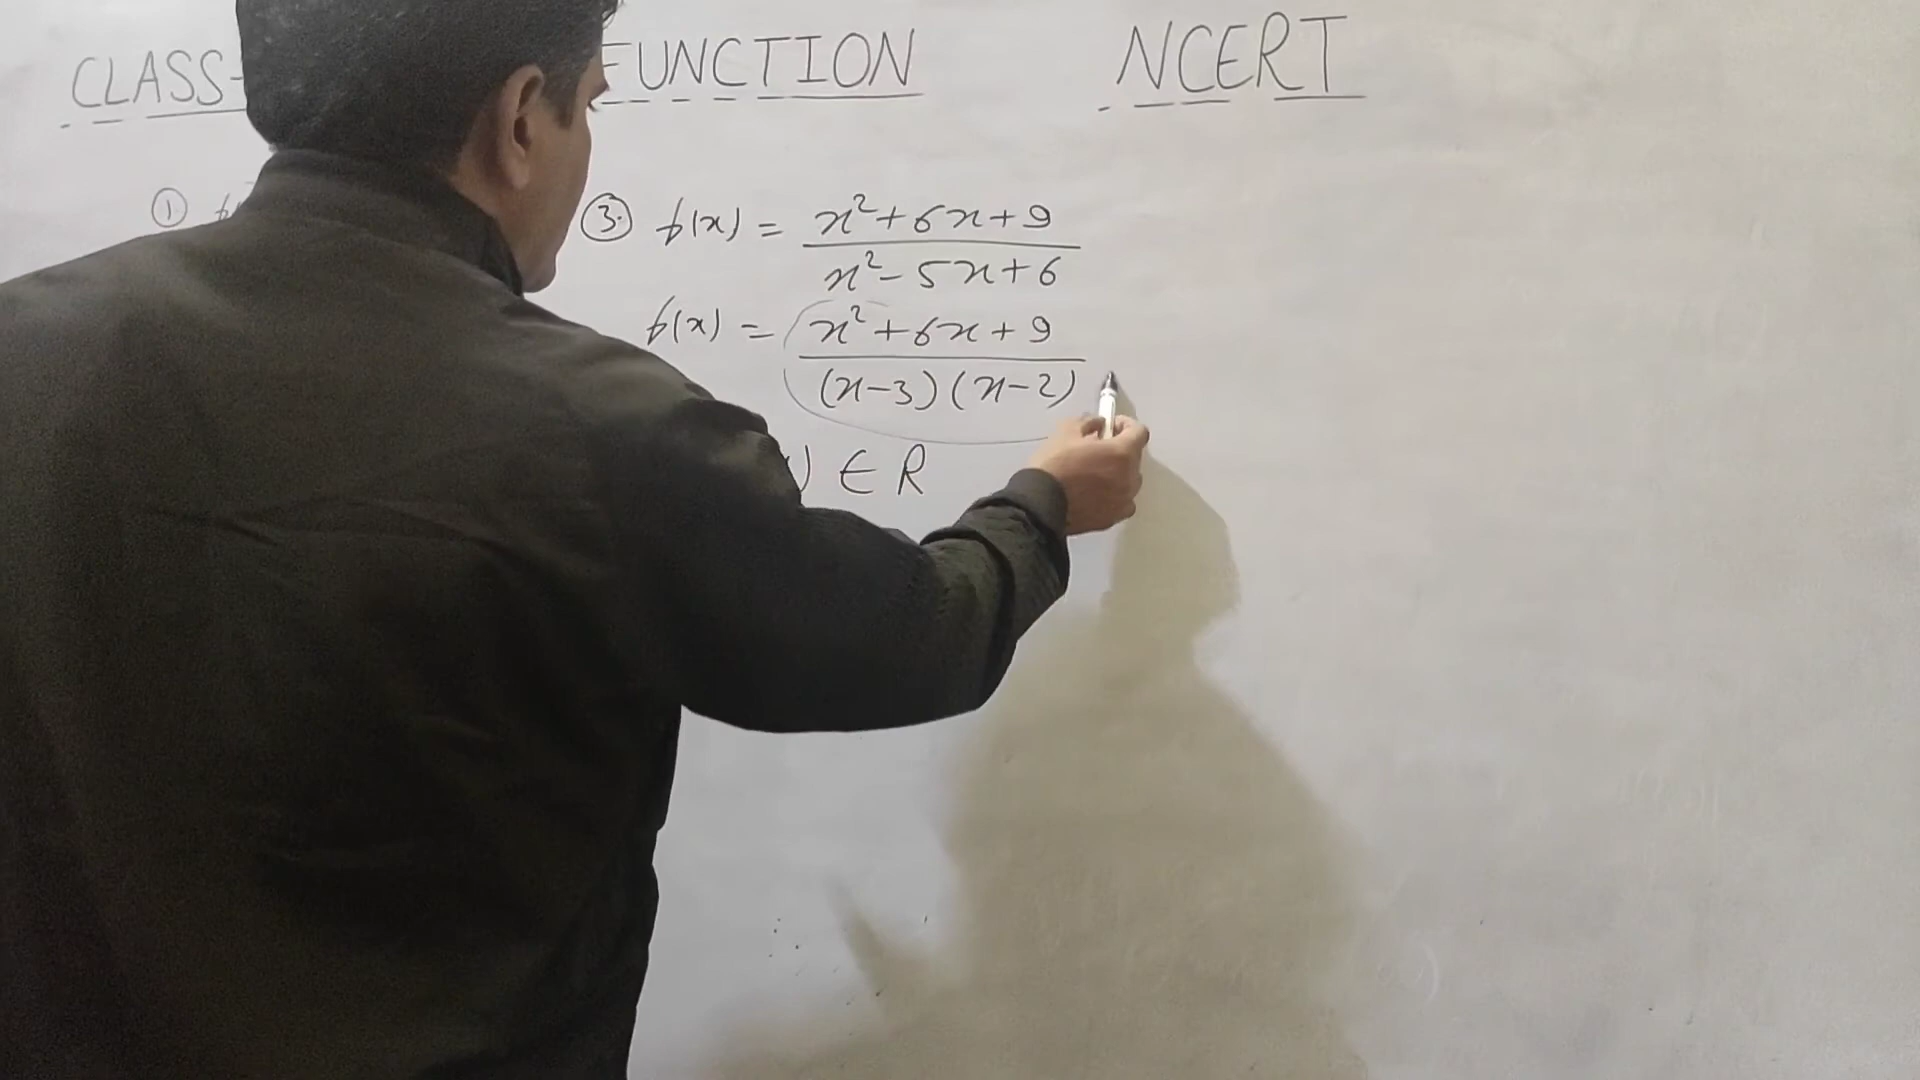 CLASS- FUNCTION NCERT
①
③ f(x) = x²+6x+9
x²-5x+6
f(x) = x²+6x+9
(x-3)(x-2)
) ∈ R